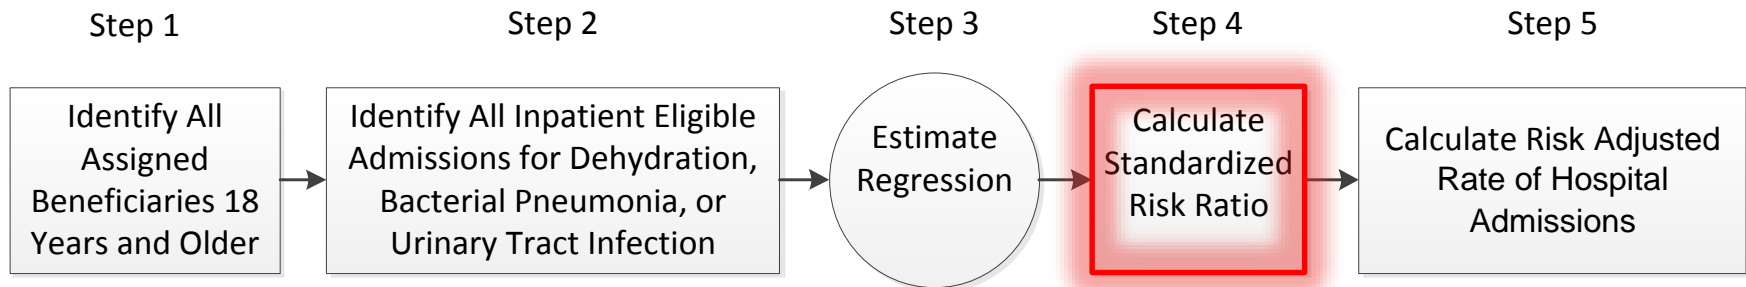 Step 1
Step 2
Step 3
Step 4
Step 5
Identify All
Assigned
Beneficiaries 18
Years and Older
Identify All Inpatient Eligible
Admissions for Dehydration,
Bacterial Pneumonia, or
Urinary Tract Infection
Estimate
Regression
Calculate
Standardized
Risk Ratio
Calculate Risk Adjusted
Rate of Hospital
Admissions